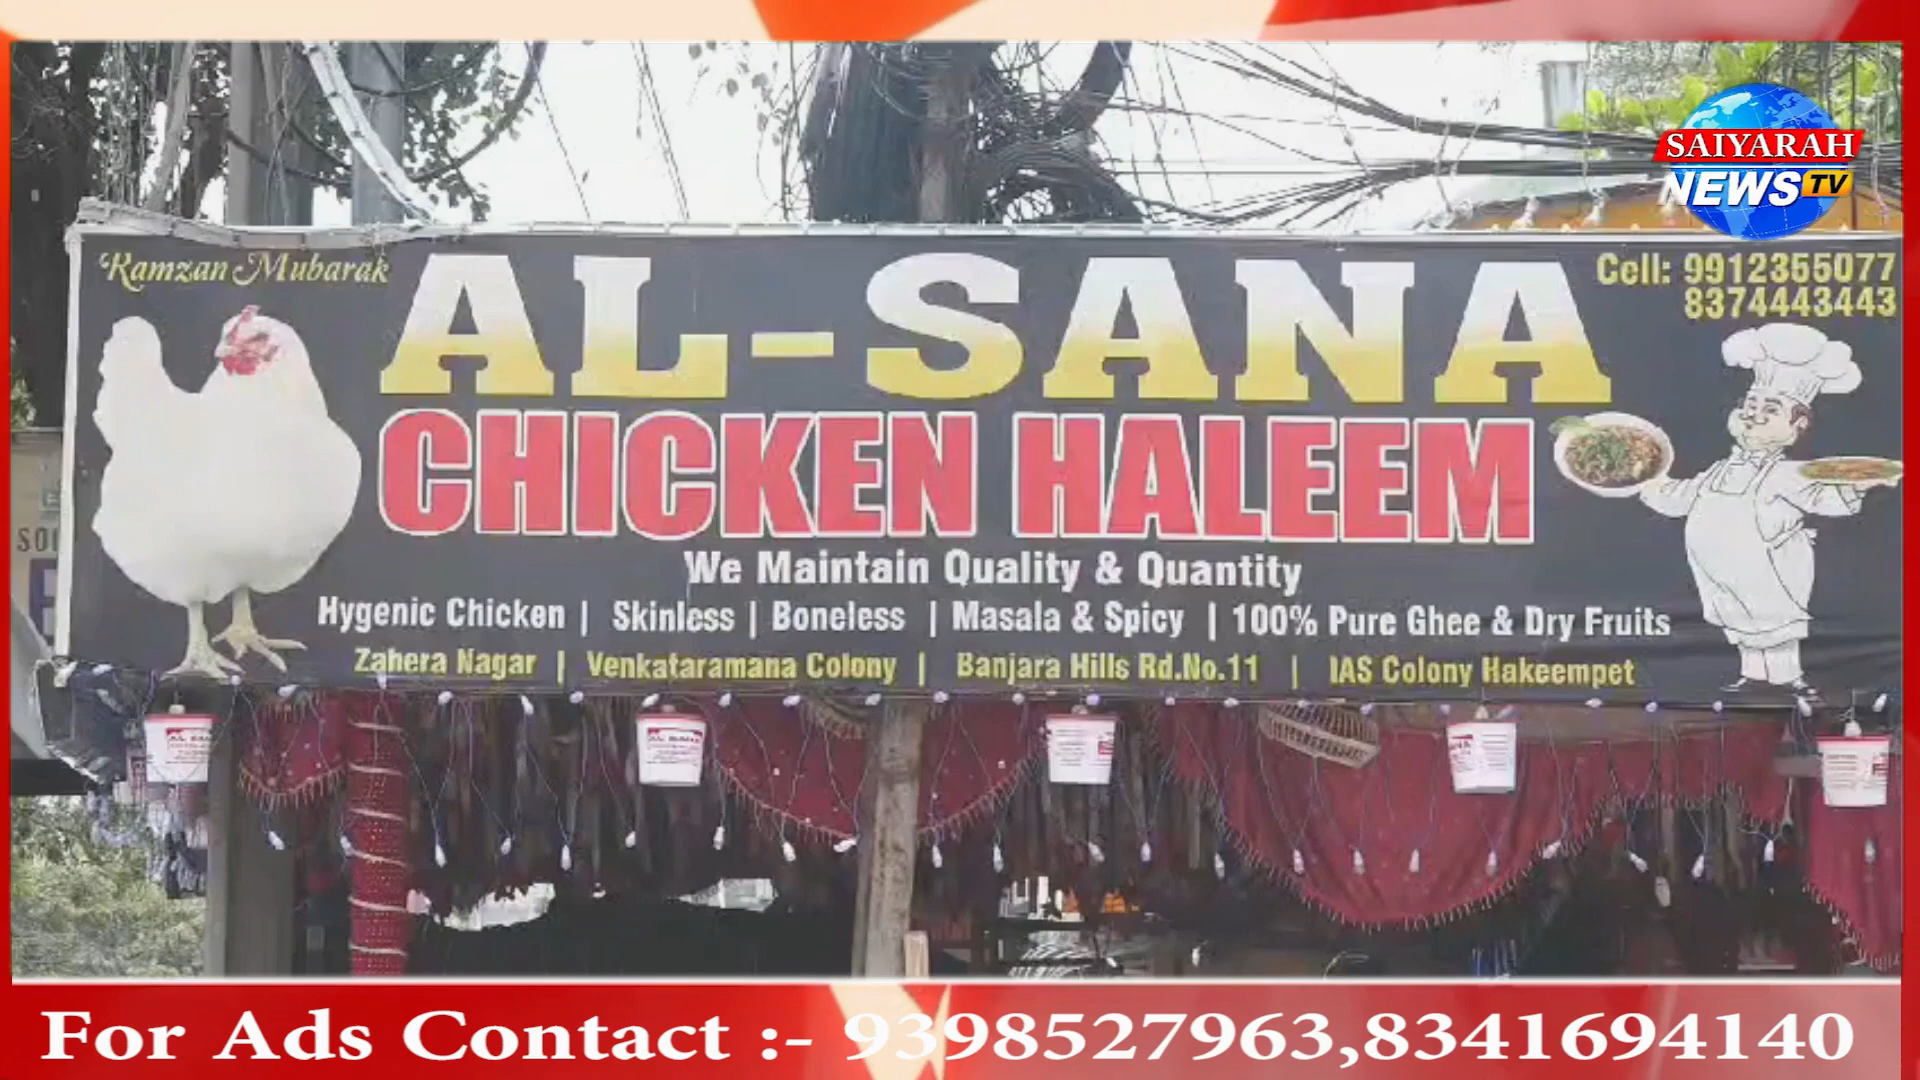 SAIYARAH
NEWS TV
Ramzan Mubarak
AL-SANA
Cell: 9912355077
8374443443
CHICKEN HALEEM
We Maintain Quality & Quantity
Hygenic Chicken | Skinless | Boneless | Masala & Spicy | 100% Pure Ghee & Dry Fruits
Zahera Nagar | Venkataramana Colony | Banjara Hills Rd.No.11 | IAS Colony Hakeempet
For Ads Contact :- 9398527963,8341694140